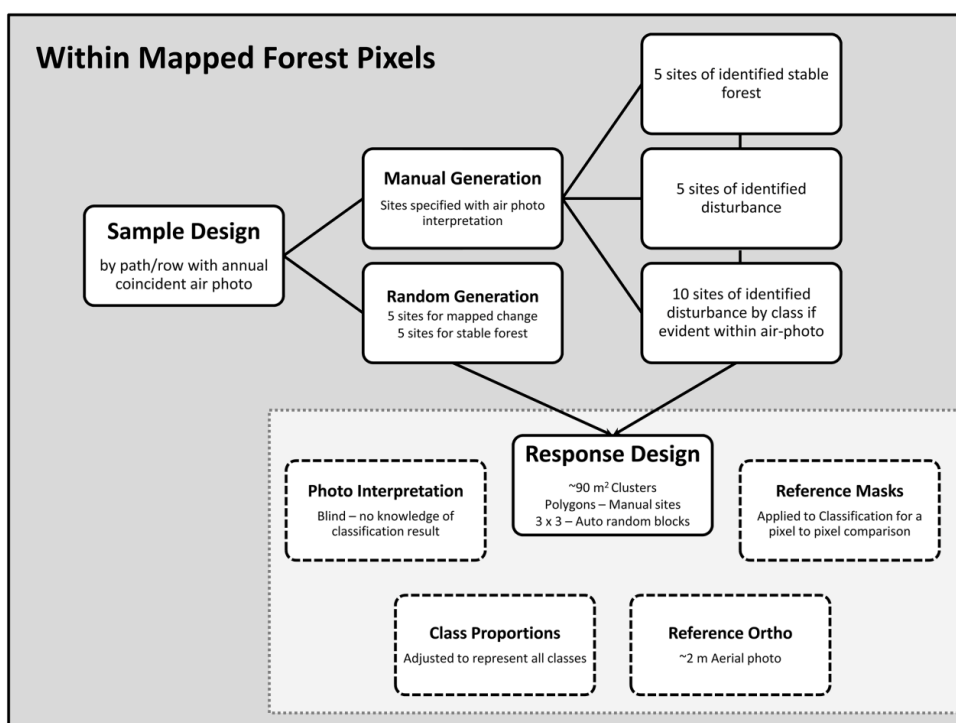 Within Mapped Forest Pixels
5 sites of identified stable
forest
Manual Generation
Sites specified with air photo
interpretation
5 sites of identified
disturbance
Sample Design
by path/row with annual
coincident air photo
Random Generation
5 sites for mapped change
5 sites for stable forest
10 sites of identified
disturbance by class if
evident within air-photo
Response Design
~90 m² Clusters
Polygons – Manual sites
3 x 3 – Auto random blocks
Photo Interpretation
Blind – no knowledge of
classification result
Reference Masks
Applied to Classification for a
pixel to pixel comparison
Class Proportions
Adjusted to represent all classes
Reference Ortho
~2 m Aerial photo